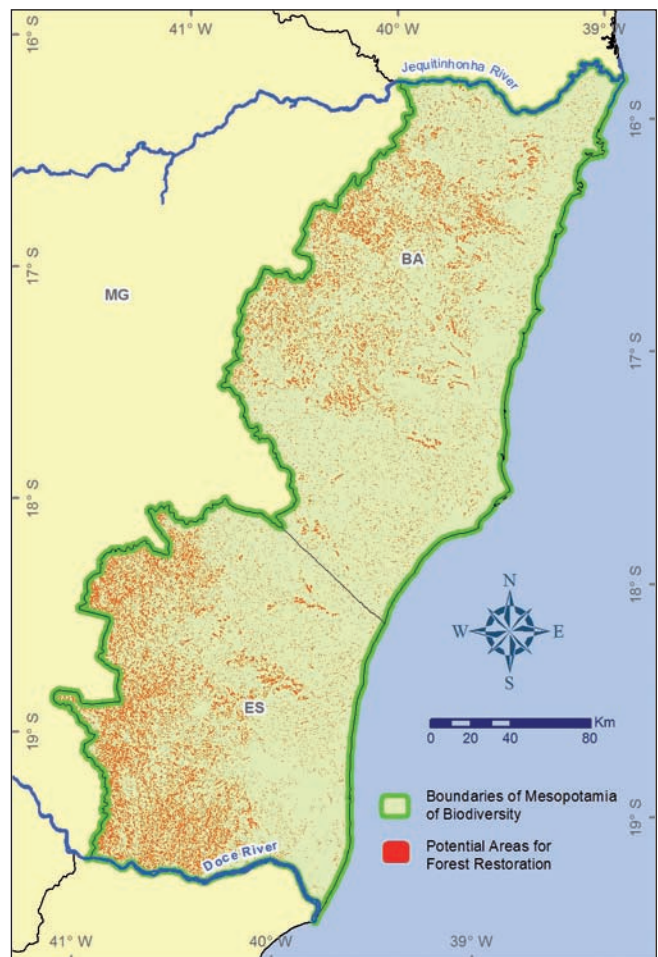 41° W
40° W
39° W
16° S
Jequitinhonha River
16° S
BA
17° S
MG
17° S
18° S
18° S
N
W
E
S
ES
19° S
Km
0 20 40 80
Boundaries of Mesopotamia
of Biodiversity
19° S
Potential Areas for
Forest Restoration
Doce River
41° W
40° W
39° W